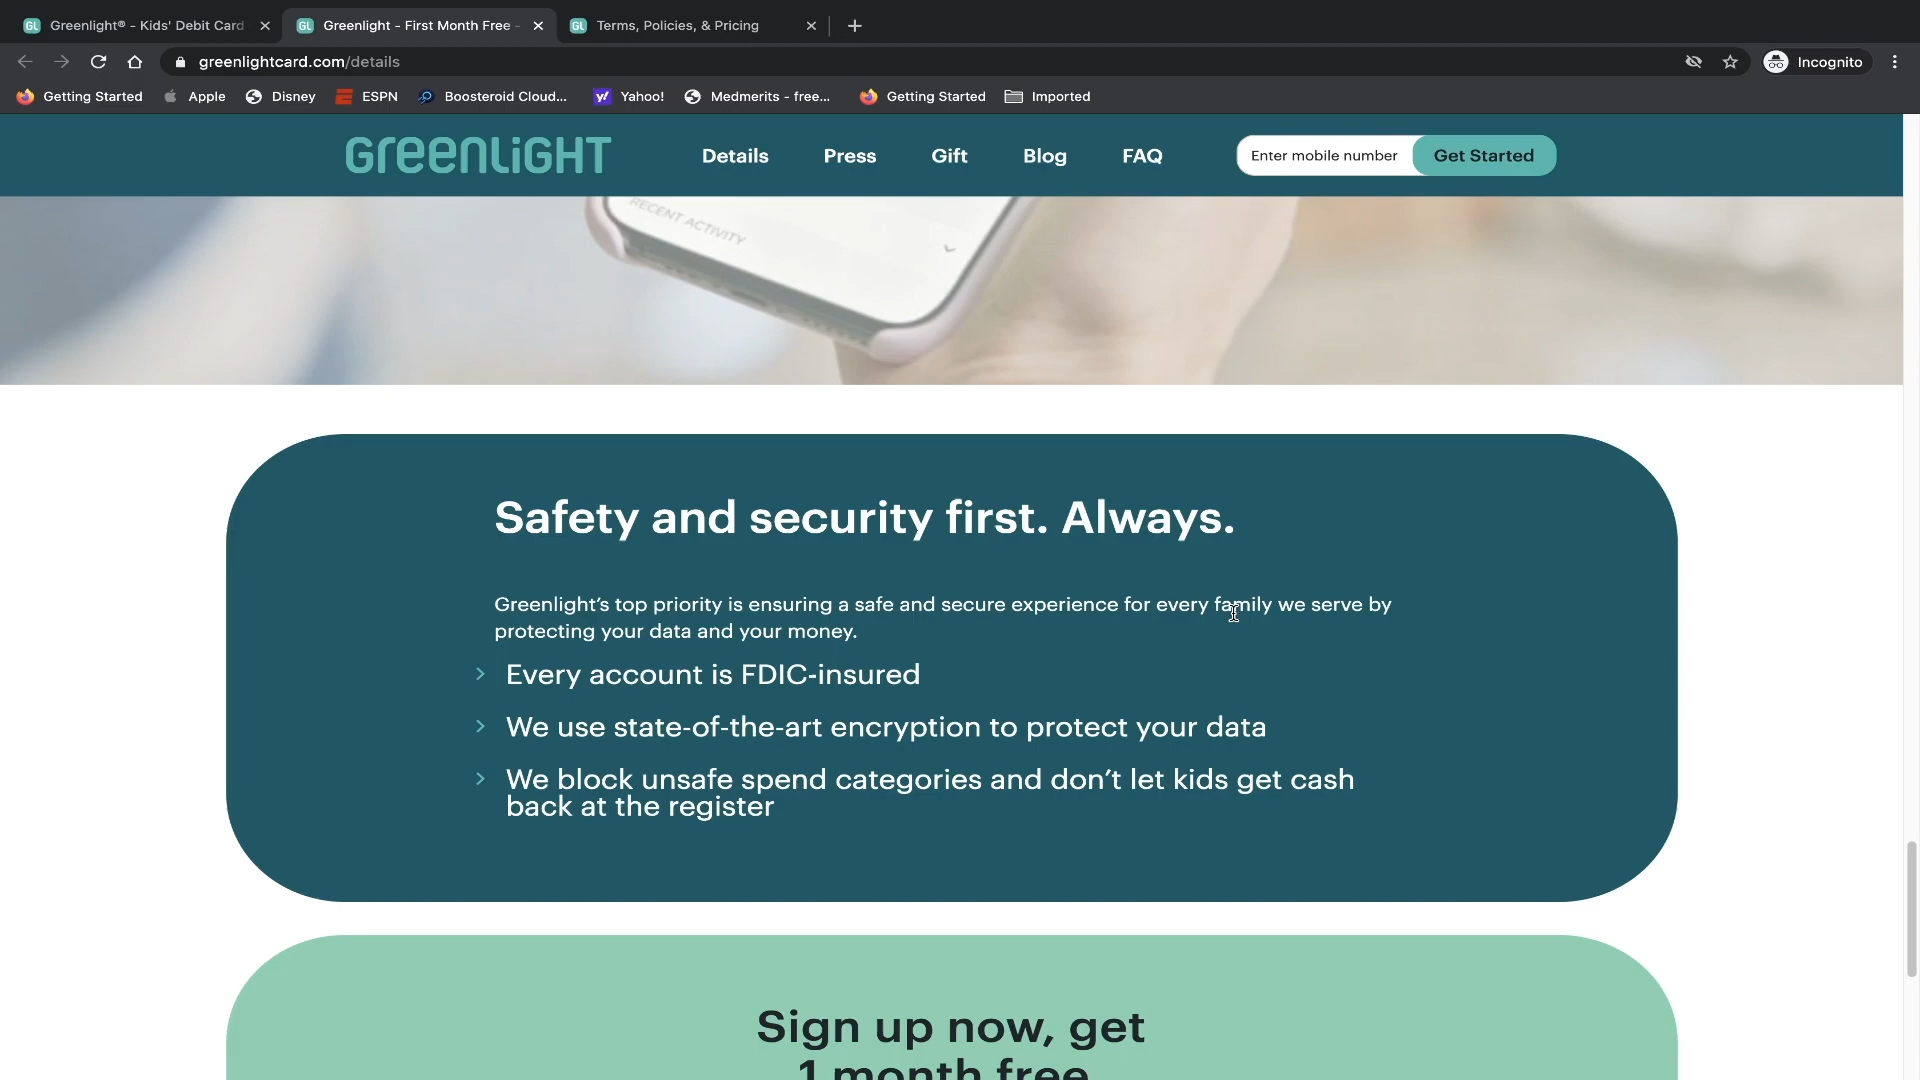 GL Greenlight® - Kids' Debit Card
GL Greenlight - First Month Free -
GL Terms, Policies, & Pricing
greenlightcard.com/details
Incognito
Getting Started
Apple
Disney
ESPN
Boosteroid Cloud...
y! Yahoo!
Medmerits - free...
Getting Started
Imported
GreenLiGHT
Details
Press
Gift
Blog
FAQ
Enter mobile number
Get Started
RECENT ACTIVITY
Safety and security first. Always.
Greenlight’s top priority is ensuring a safe and secure experience for every family we serve by
protecting your data and your money.
Every account is FDIC-insured
We use state-of-the-art encryption to protect your data
We block unsafe spend categories and don’t let kids get cash
back at the register
Sign up now, get
1 month free